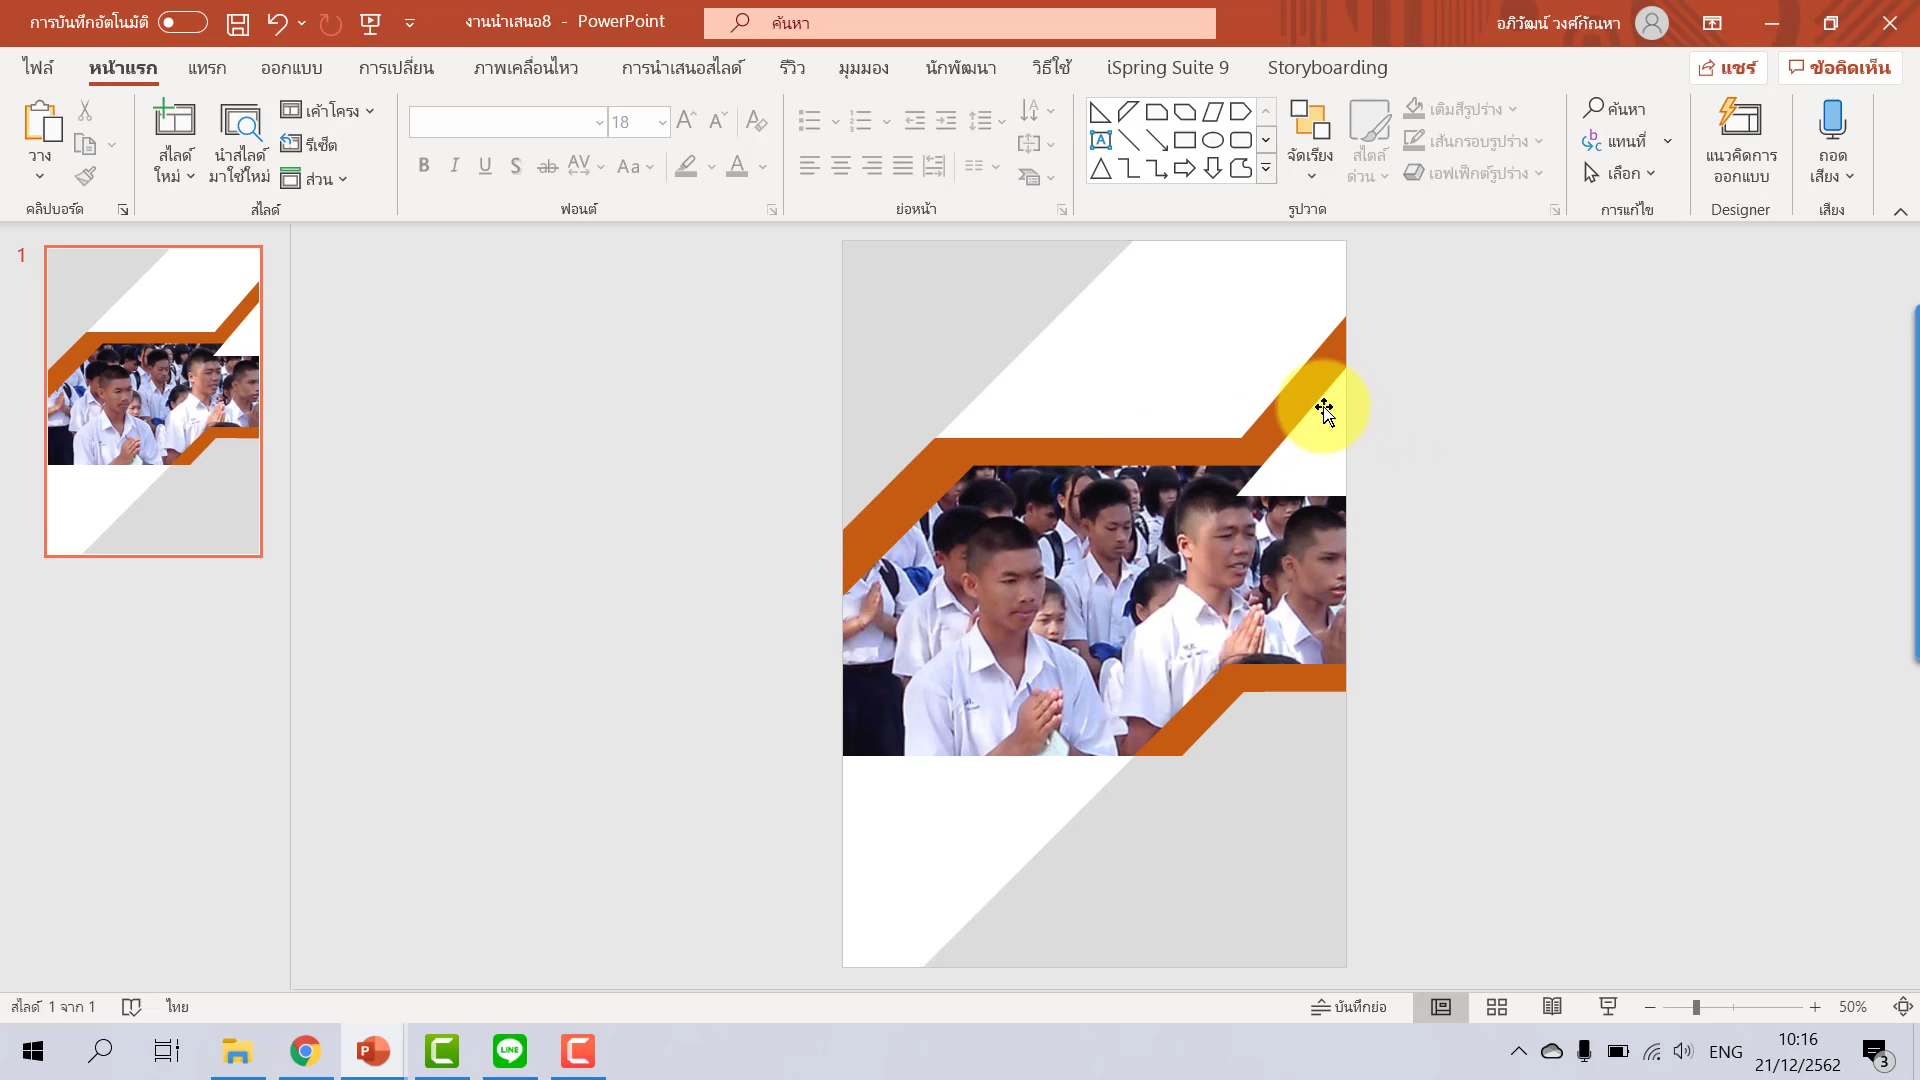 การบันทึกอัตโนมัติ
งานนำเสนอ8 - PowerPoint
ค้นหา
อภิวัฒน์ วงศ์กัณหา
ไฟล์ หน้าแรก แทรก ออกแบบ การเปลี่ยน ภาพเคลื่อนไหว การนำเสนอสไลด์ รีวิว มุมมอง นักพัฒนา วิธีใช้ iSpring Suite 9 Storyboarding
แชร์ ข้อคิดเห็น
วาง
คลิปบอร์ด
สไลด์
ใหม่
นำสไลด์
มาใช้ใหม่
เค้าโครง
รีเซ็ต
ส่วน
สไลด์
18
ฟอนต์
ย่อหน้า
จัดเรียง
สไตล์
ด่วน
เติมสีรูปร่าง
เส้นกรอบรูปร่าง
เอฟเฟ็กต์รูปร่าง
รูปวาด
ค้นหา
แทนที่
เลือก
การแก้ไข
แนวคิดการ
ออกแบบ
Designer
ถอด
เสียง
เสียง
1
สไลด์ 1 จาก 1 ไทย
บันทึกย่อ
50%
ENG
10:16
21/12/2562
3